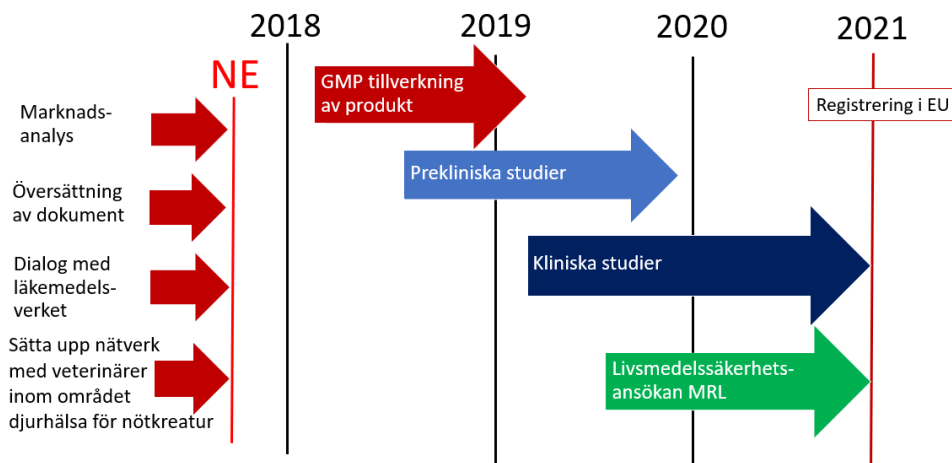 2018
2019
2020
2021
NE
GMP tillverkning
av produkt
Marknads-
analys
Registrering i EU
Prekliniska studier
Översättning
av dokument
Dialog med
läkemedels-
verket
Kliniska studier
Sätta upp nätverk
med veterinärer
inom området
djurhälsa för nötkreatur
Livsmedelssäkerhets-
ansökan MRL